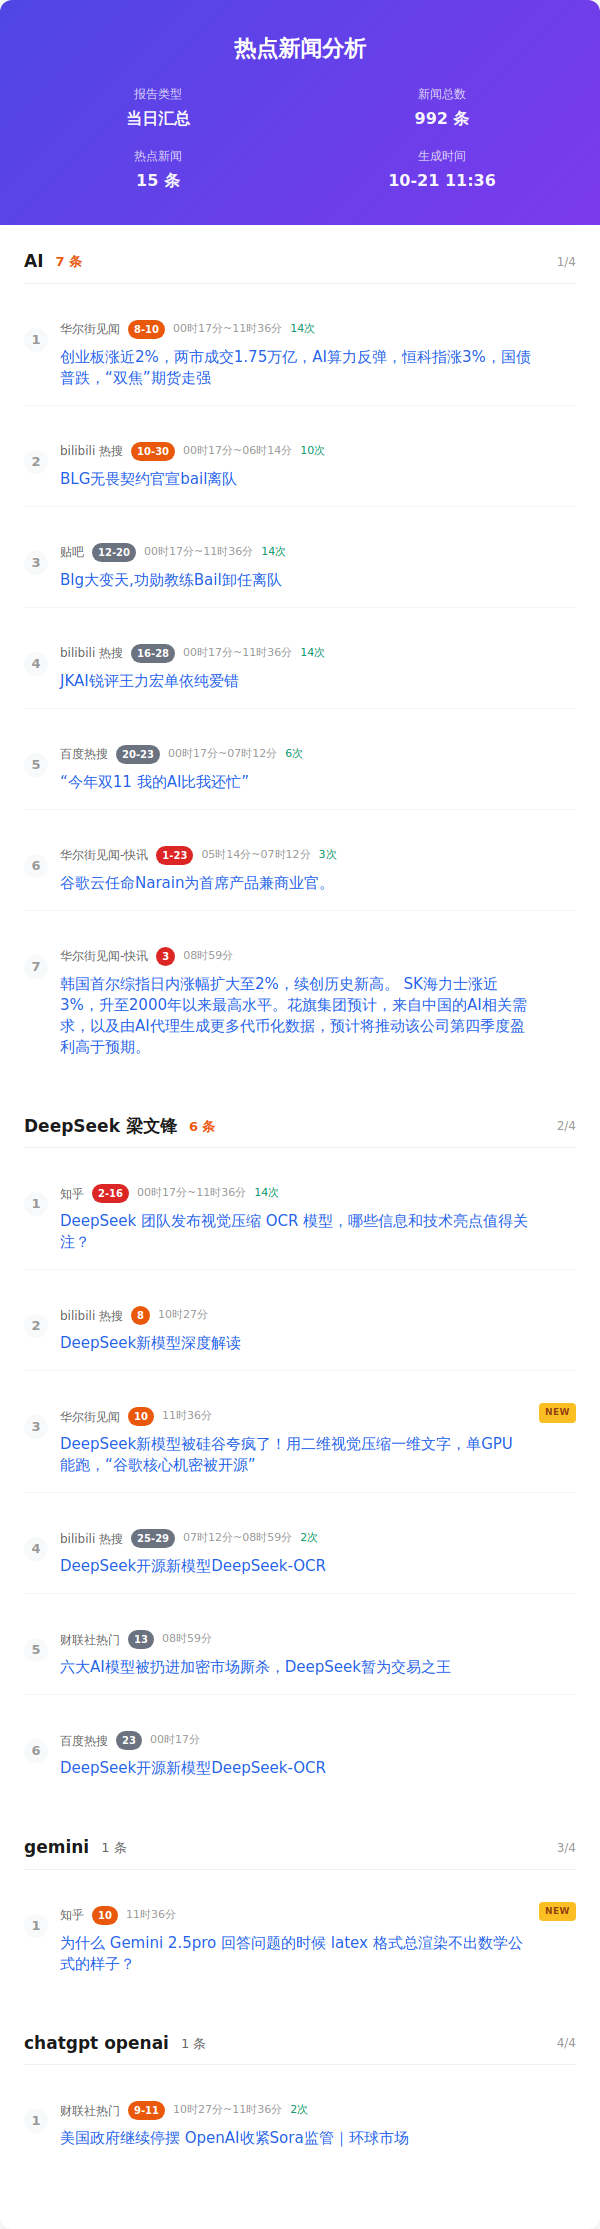 热点新闻分析
报告类型
新闻总数
当日汇总
992 条
热点新闻
生成时间
15 条
10-21 11:36
AI 7 条 1/4
1
华尔街见闻 8-10 00时17分~11时36分 14次
创业板涨近2%，两市成交1.75万亿，AI算力反弹，恒科指涨3%，国债
普跌，“双焦”期货走强
2
bilibili 热搜 10-30 00时17分~06时14分 10次
BLG无畏契约官宣bail离队
3
贴吧 12-20 00时17分~11时36分 14次
Blg大变天,功勋教练Bail卸任离队
4
bilibili 热搜 16-28 00时17分~11时36分 14次
JKAI锐评王力宏单依纯爱错
5
百度热搜 20-23 00时17分~07时12分 6次
“今年双11 我的AI比我还忙”
6
华尔街见闻-快讯 1-23 05时14分~07时12分 3次
谷歌云任命Narain为首席产品兼商业官。
7
华尔街见闻-快讯 3 08时59分
韩国首尔综指日内涨幅扩大至2%，续创历史新高。 SK海力士涨近
3%，升至2000年以来最高水平。花旗集团预计，来自中国的AI相关需
求，以及由AI代理生成更多代币化数据，预计将推动该公司第四季度盈
利高于预期。
DeepSeek 梁文锋 6 条 2/4
1
知乎 2-16 00时17分~11时36分 14次
DeepSeek 团队发布视觉压缩 OCR 模型，哪些信息和技术亮点值得关
注？
2
bilibili 热搜 8 10时27分
DeepSeek新模型深度解读
3
华尔街见闻 10 11时36分 NEW
DeepSeek新模型被硅谷夸疯了！用二维视觉压缩一维文字，单GPU
能跑，“谷歌核心机密被开源”
4
bilibili 热搜 25-29 07时12分~08时59分 2次
DeepSeek开源新模型DeepSeek-OCR
5
财联社热门 13 08时59分
六大AI模型被扔进加密市场厮杀，DeepSeek暂为交易之王
6
百度热搜 23 00时17分
DeepSeek开源新模型DeepSeek-OCR
gemini 1 条 3/4
1
知乎 10 11时36分 NEW
为什么 Gemini 2.5pro 回答问题的时候 latex 格式总渲染不出数学公
式的样子？
chatgpt openai 1 条 4/4
1
财联社热门 9-11 10时27分~11时36分 2次
美国政府继续停摆 OpenAI收紧Sora监管｜环球市场